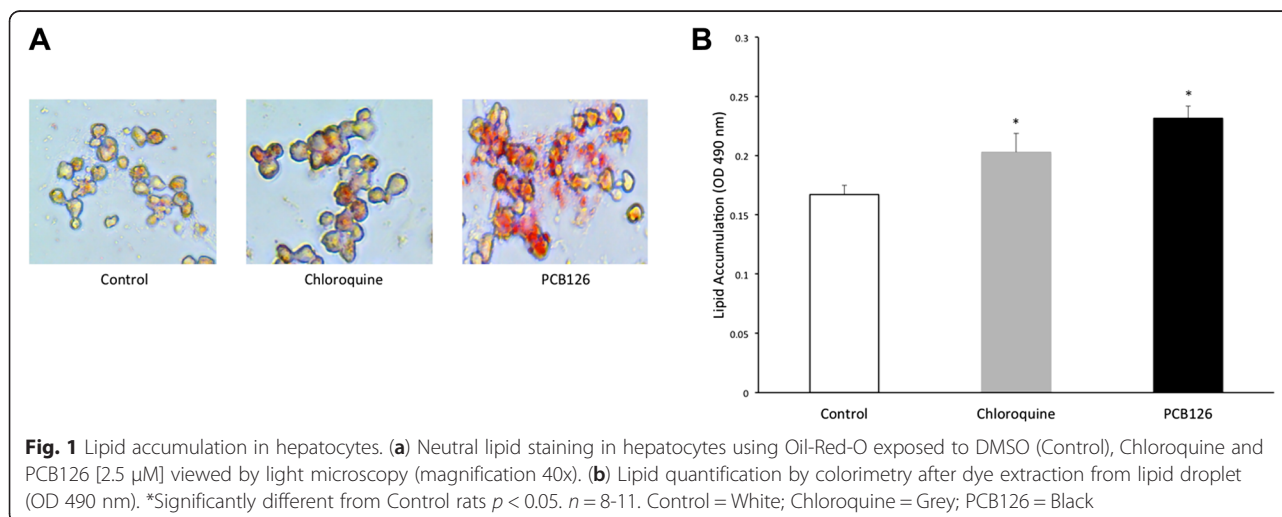 A
Control
Chloroquine
PCB126
B
Lipid Accumulation (OD 490 nm)
0.3
0.25
0.2
0.15
0.1
0.05
0
*
*
Control
Chloroquine
PCB126
Fig. 1 Lipid accumulation in hepatocytes. (a) Neutral lipid staining in hepatocytes using Oil-Red-O exposed to DMSO (Control), Chloroquine and
PCB126 [2.5 μM] viewed by light microscopy (magnification 40x). (b) Lipid quantification by colorimetry after dye extraction from lipid droplet
(OD 490 nm). *Significantly different from Control rats p < 0.05. n = 8-11. Control = White; Chloroquine = Grey; PCB126 = Black